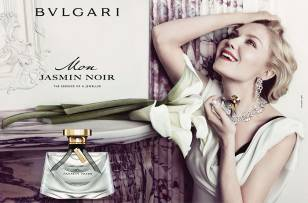 BVLGARI
Mon
JASMIN NOIR
THE ESSENCE OF A JEWELLER